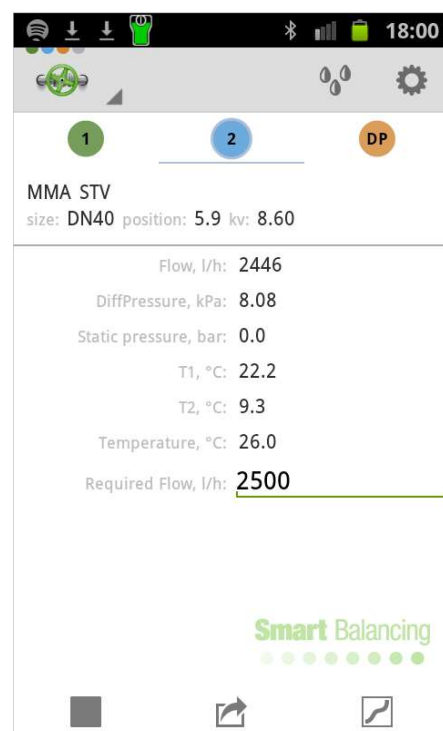 18:00
1 2 DP
MMA STV
size: DN40 position: 5.9 kv: 8.60
Flow, l/h: 2446
DiffPressure, kPa: 8.08
Static pressure, bar: 0.0
T1, °C: 22.2
T2, °C: 9.3
Temperature, °C: 26.0
Required Flow, l/h: 2500
Smart Balancing